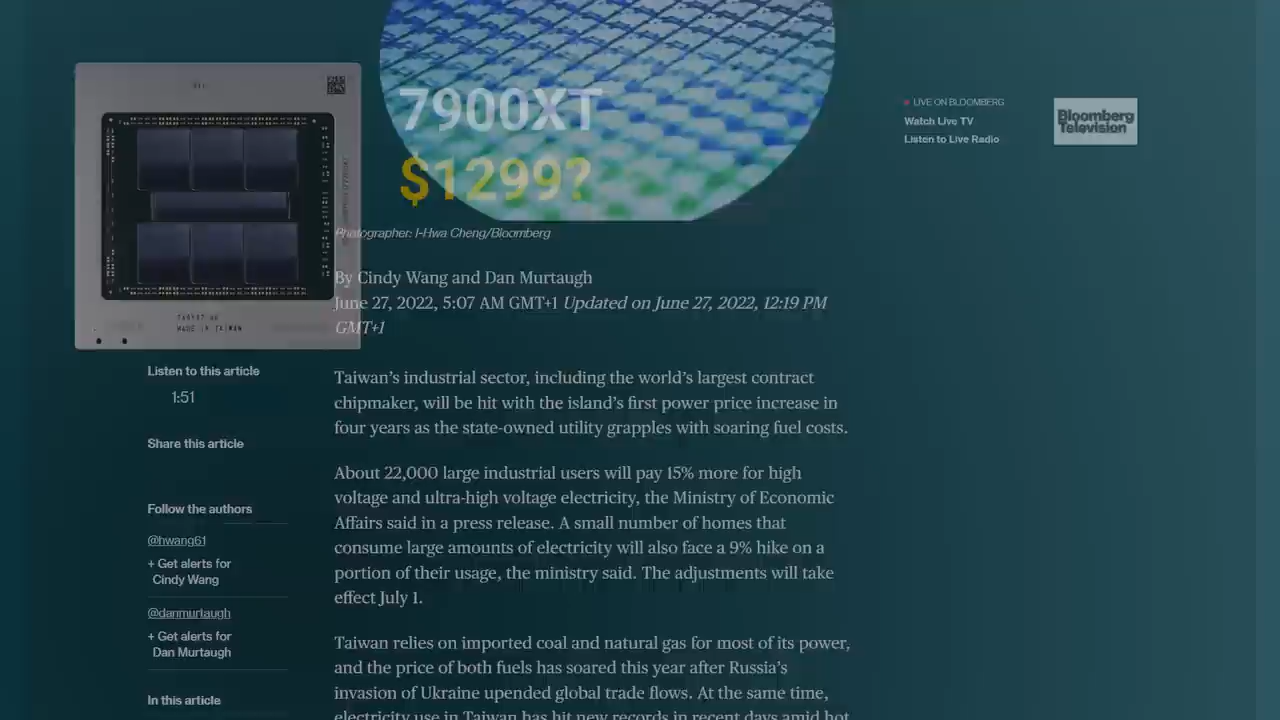 7900XT
$1299?
LIVE ON BLOOMBERG
Watch Live TV
Listen to Live Radio
Bloomberg
Television
Photographer: I-Hwa Cheng/Bloomberg
By Cindy Wang and Dan Murtaugh
June 27, 2022, 5:07 AM GMT+1 Updated on June 27, 2022, 12:19 PM
GMT+1
MADE IN TAIWAN
Listen to this article
1:51
Share this article
Follow the authors
@hwang61
+ Get alerts for
Cindy Wang
@danmurtaugh
+ Get alerts for
Dan Murtaugh
In this article
Taiwan's industrial sector, including the world's largest contract
chipmaker, will be hit with the island's first power price increase in
four years as the state-owned utility grapples with soaring fuel costs.
About 22,000 large industrial users will pay 15% more for high
voltage and ultra-high voltage electricity, the Ministry of Economic
Affairs said in a press release. A small number of homes that
consume large amounts of electricity will also face a 9% hike on a
portion of their usage, the ministry said. The adjustments will take
effect July 1.
Taiwan relies on imported coal and natural gas for most of its power,
and the price of both fuels has soared this year after Russia's
invasion of Ukraine upended global trade flows. At the same time,
electricity use in Taiwan has hit new records in recent days amid hot